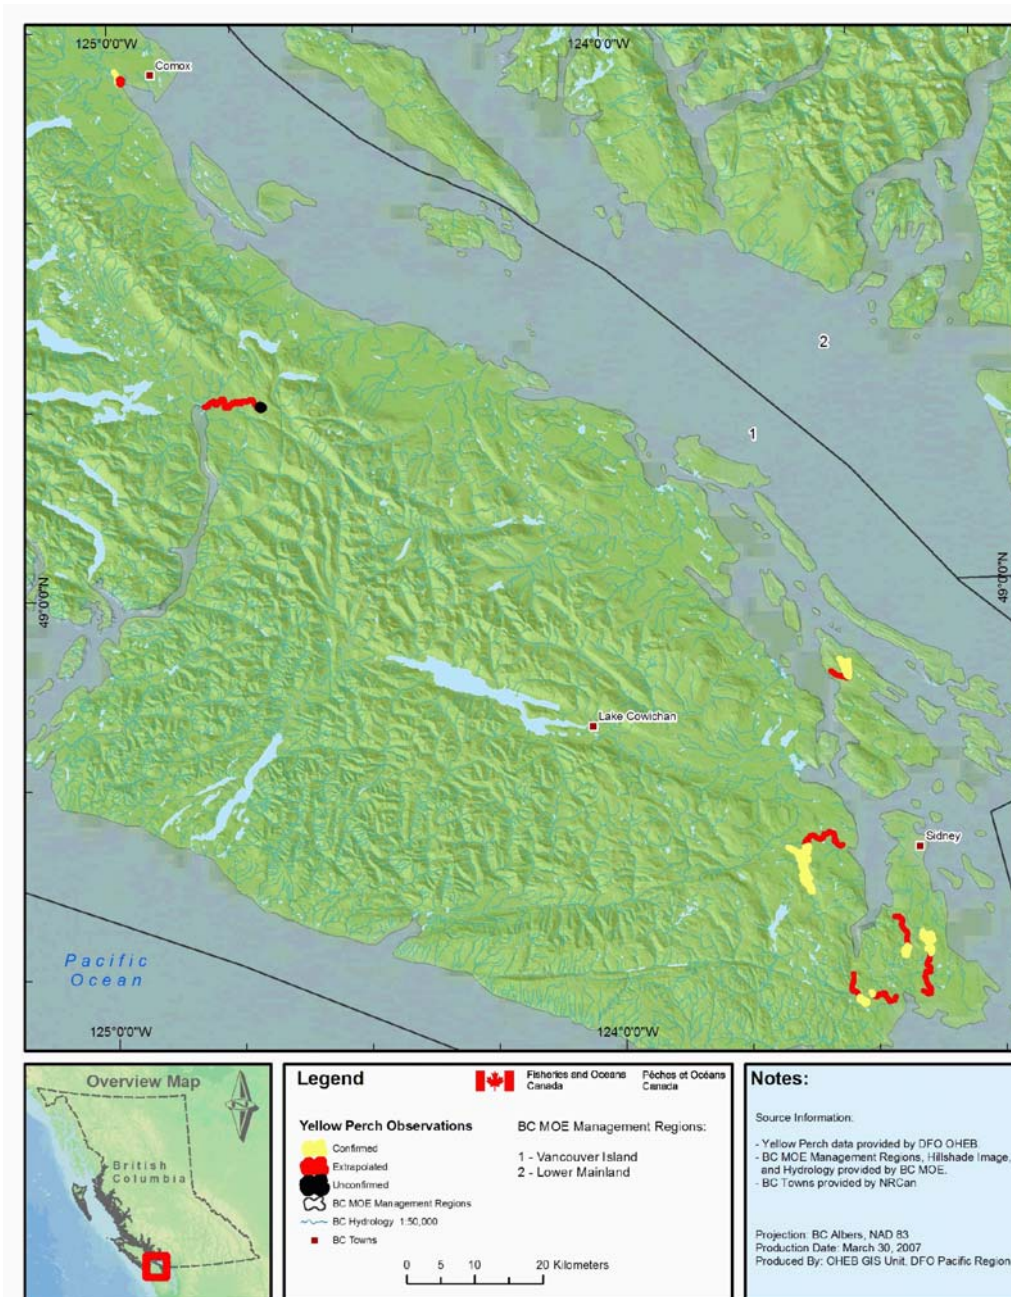 125°0'0"W
124°0'0"W
Comox
2
1
49°0'0"N
49°0'0"N
Lake Cowichan
Sidney
Pacific
Ocean
125°0'0"W
124°0'0"W
Overview Map
British
Columbia
Legend
Fisheries and Oceans
Canada
Pêches et Océans
Canada
Yellow Perch Observations
Confirmed
Extrapolated
Unconfirmed
BC MOE Management Regions
BC Hydrology 1:50,000
BC Towns
BC MOE Management Regions:
1 - Vancouver Island
2 - Lower Mainland
0 5 10 20 Kilometers
Notes:
Source Information:
- Yellow Perch data provided by DFO OHEB.
- BC MOE Management Regions, Hillshade Image,
and Hydrology provided by BC MOE.
- BC Towns provided by NRCan
Projection: BC Albers, NAD 83
Production Date: March 30, 2007
Produced By: OHEB GIS Unit. DFO Pacific Region